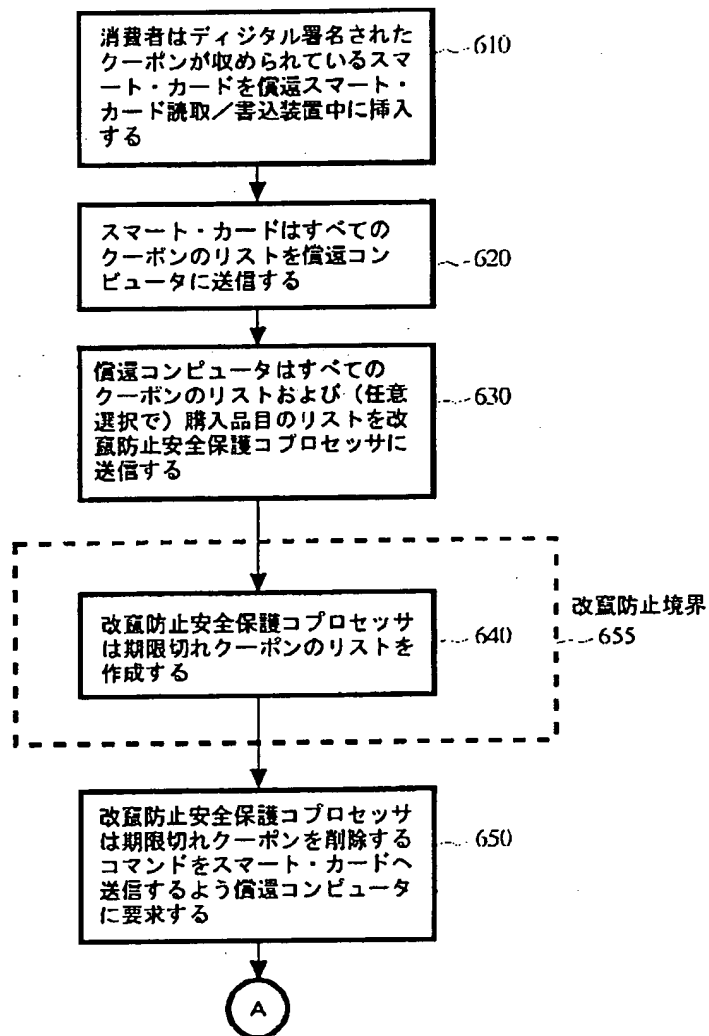 消費者はディジタル署名された
クーポンが収められているスマ
ート・カードを償還スマート・
カード読取／書込装置中に挿入
する
610
スマート・カードはすべての
クーポンのリストを償還コン
ピュータに送信する
620
償還コンピュータはすべての
クーポンのリストおよび（任意
選択で）購入品目のリストを改
竄防止安全保護コプロセッサに
送信する
630
改竄防止安全保護コプロセッサ
は期限切れクーポンのリストを
作成する
640
改竄防止境界
655
改竄防止安全保護コプロセッサ
は期限切れクーポンを削除する
コマンドをスマート・カードへ
送信するよう償還コンピュータ
に要求する
650
A